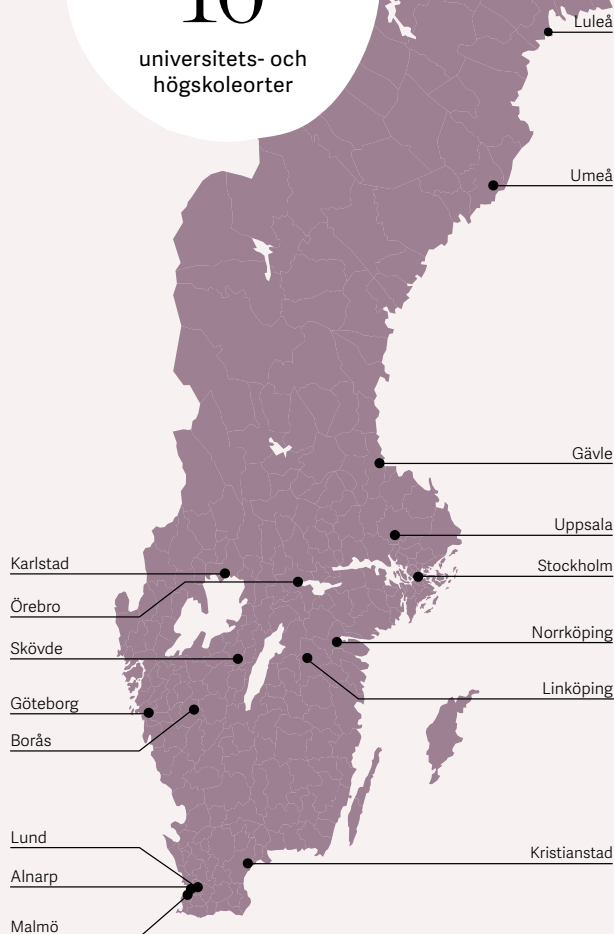 16
universitets- och
högskoleorter
Luleå
Umeå
Gävle
Uppsala
Stockholm
Karlstad
Örebro
Norrköping
Skövde
Linköping
Göteborg
Borås
Lund
Kristianstad
Alnarp
Malmö